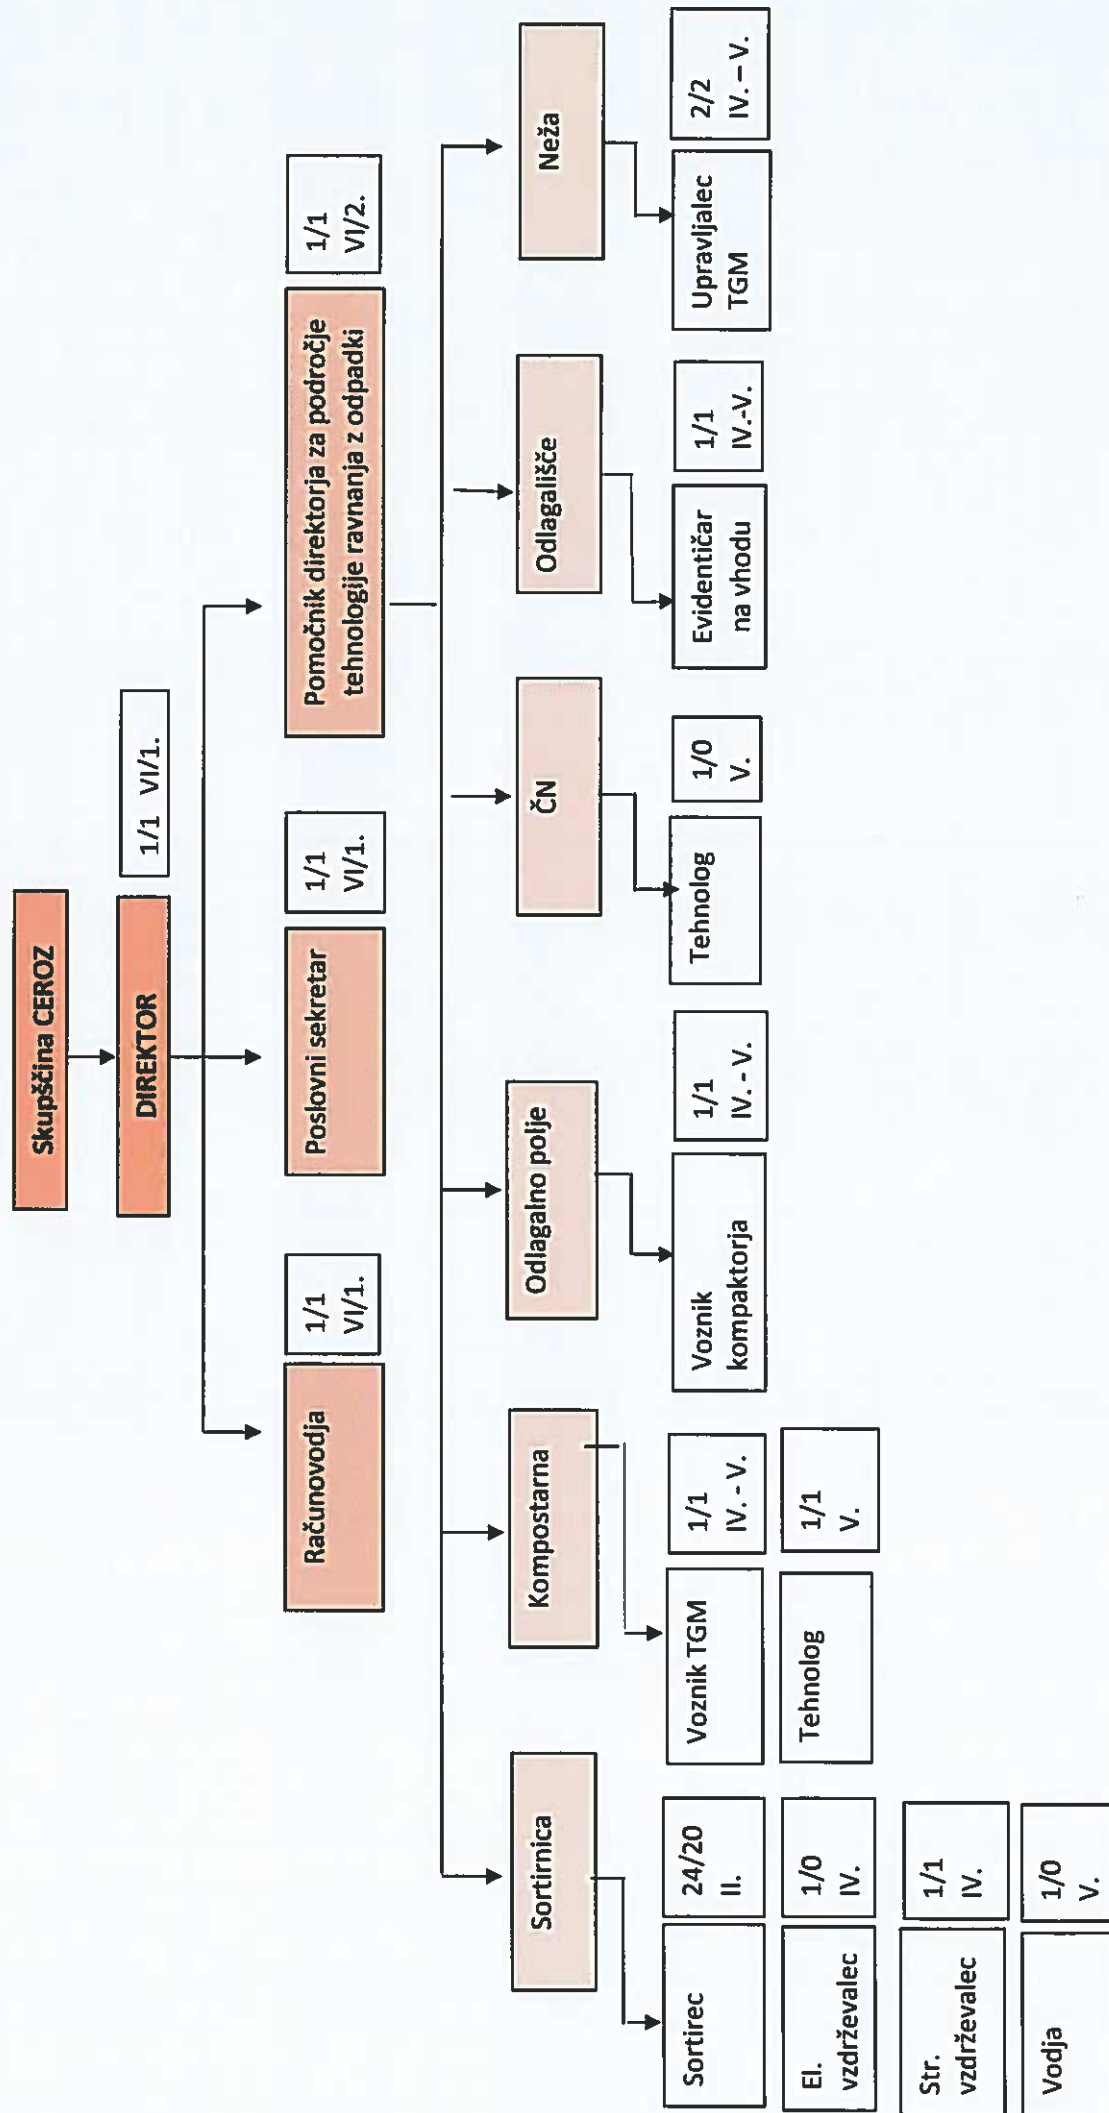 Skupščina CEROZ
DIREKTOR
1/1 VI/1.
Računovodja
1/1
VI/1.
Poslovni sekretar
1/1
VI/1.
Pomočnik direktorja za področje
tehnologije ravnanja z odpadki
1/1
VI/2.
Sortirnica
Kompostarna
Odlagalno polje
ČN
Odlagališče
Neža
Sortirec
24/20
II.
El.
vzdrževalec
1/0
IV.
Str.
vzdrževalec
1/1
IV.
Vodja
1/0
V.
Voznik TGM
1/1
IV. - V.
Tehnolog
1/1
V.
Voznik
kompaktorja
1/1
IV. - V.
Tehnolog
1/0
V.
Evidentičar
na vhodu
1/1
IV.-V.
Upravljalec
TGM
2/2
IV. – V.